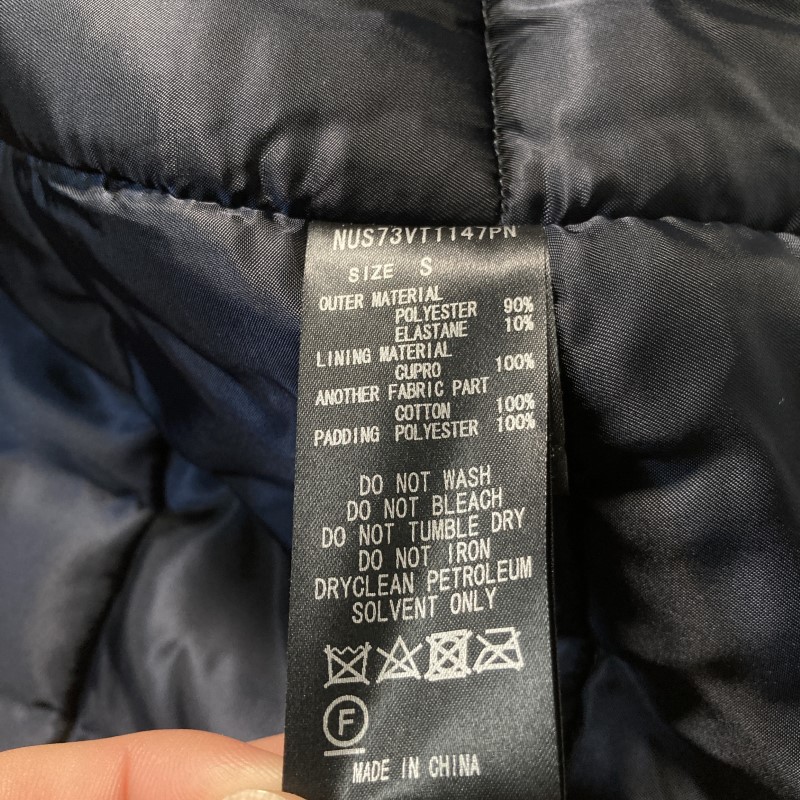 NUS73VT1147PN
SIZE S
OUTER MATERIAL
POLYESTER 90%
ELASTANE 10%
LINING MATERIAL
CUPRO 100%
ANOTHER FABRIC PART
COTTON 100%
PADDING POLYESTER 100%
DO NOT WASH
DO NOT BLEACH
DO NOT TUMBLE DRY
DO NOT IRON
DRYCLEAN PETROLEUM
SOLVENT ONLY
F
MADE IN CHINA